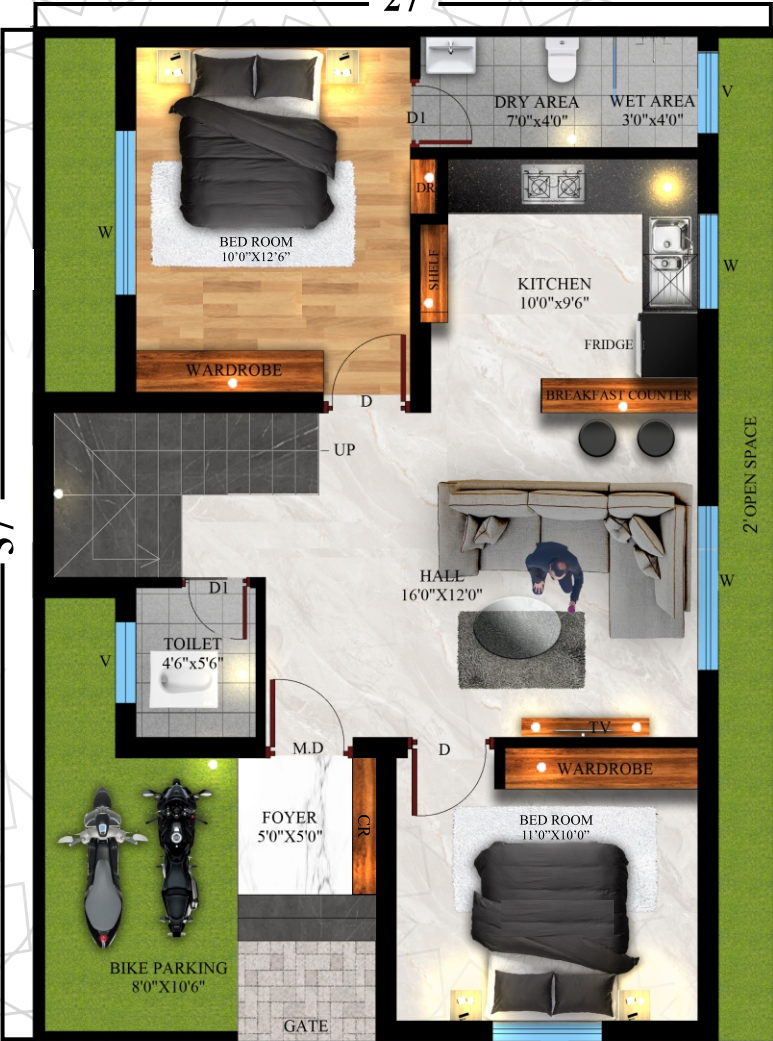 27
DRY AREA
7'0"x4'0"
WET AREA
3'0"x4'0"
V
D1
DR
W
BED ROOM
10'0"X12'6"
SHELF
KITCHEN
10'0"x9'6"
W
FRIDGE
WARDROBE
D
BREAKFAST COUNTER
UP
2' OPEN SPACE
HALL
16'0"X12'0"
W
D1
TOILET
4'6"x5'6"
V
M.D
D
TV
WARDROBE
FOYER
5'0"X5'0"
CR
BED ROOM
11'0"X10'0"
BIKE PARKING
8'0"X10'6"
GATE